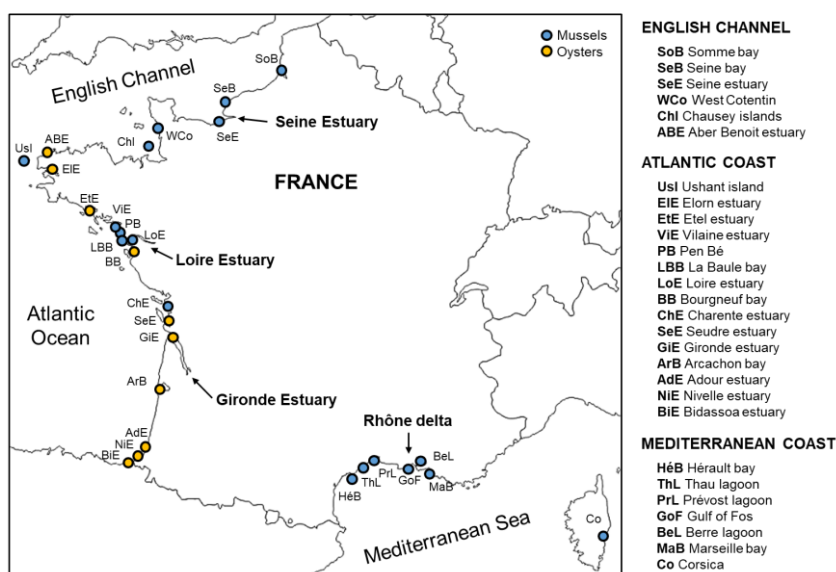 Mussels
Oysters
English Channel
SoB
SeB
SeE
Seine Estuary
WCo
ChI
ABE
UsI
ElE
FRANCE
EtE
ViE
PB
LoE
LBB
BB
Loire Estuary
Atlantic
Ocean
ChE
SeE
GiE
ArB
Gironde Estuary
AdE
NiE
BiE
Rhône delta
BeL
PrL
GoF
ThL
MaB
HéB
Mediterranean Sea
Co
ENGLISH CHANNEL
SoB Somme bay
SeB Seine bay
SeE Seine estuary
WCo West Cotentin
ChI Chausey islands
ABE Aber Benoit estuary
ATLANTIC COAST
UsI Ushant island
ElE Elorn estuary
EtE Etel estuary
ViE Vilaine estuary
PB Pen Bé
LBB La Baule bay
LoE Loire estuary
BB Bourgneuf bay
ChE Charente estuary
SeE Seudre estuary
GiE Gironde estuary
ArB Arcachon bay
AdE Adour estuary
NiE Nivelle estuary
BiE Bidassoa estuary
MEDITERRANEAN COAST
HéB Hérault bay
ThL Thau lagoon
PrL Prévost lagoon
GoF Gulf of Fos
BeL Berre lagoon
MaB Marseille bay
Co Corsica